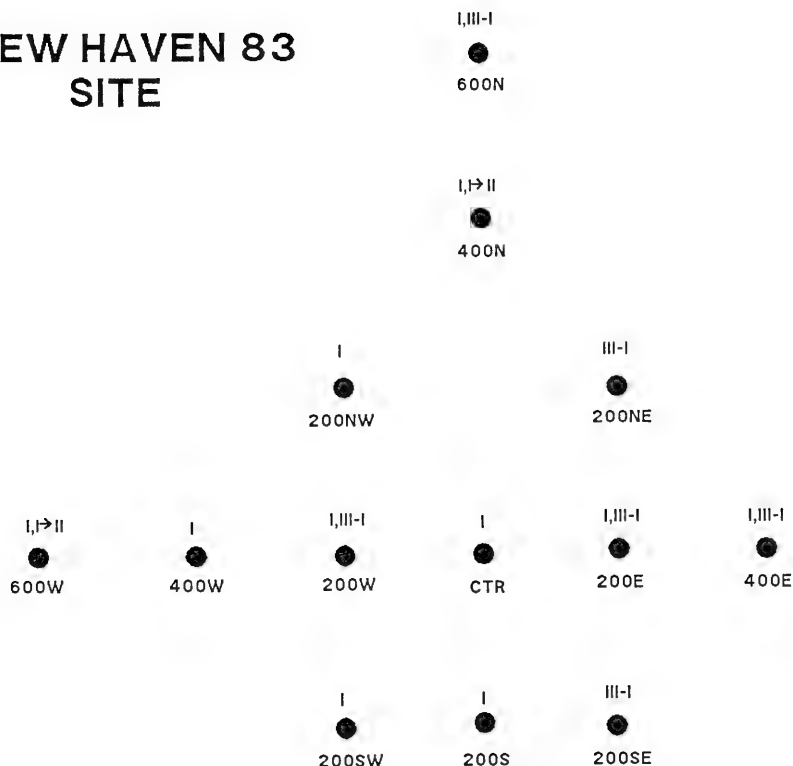 EW HAVEN 83
SITE
I,III-I
600N
I,I→II
400N
I
200NW
III-I
200NE
I,I→II
600W
I
400W
I,III-I
200W
I
CTR
I,III-I
200E
I,III-I
400E
I
200SW
I
200S
III-I
200SE